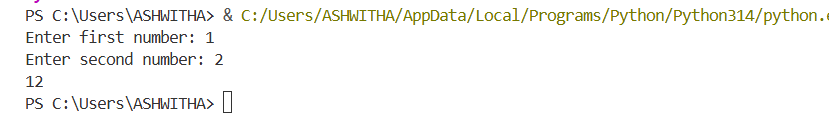 PS C:\Users\ASHWITHA> & C:/Users/ASHWITHA/AppData/Local/Programs/Python/Python314/python.e
Enter first number: 1
Enter second number: 2
12
PS C:\Users\ASHWITHA>